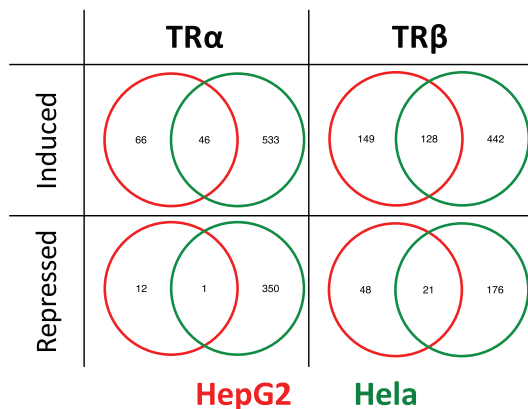 TRα TRβ
Induced
66 46 533 149 128 442
Repressed
12 1 350 48 21 176
HepG2 Hela